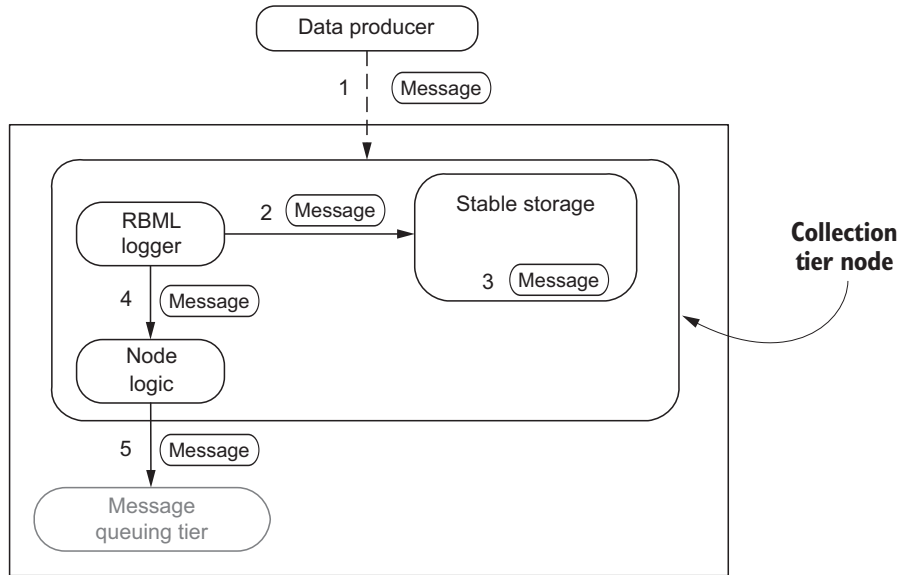 Data producer
1 Message
RBML
logger
2 Message
Stable storage
3 Message
Collection
tier node
4 Message
Node
logic
5 Message
Message
queuing tier